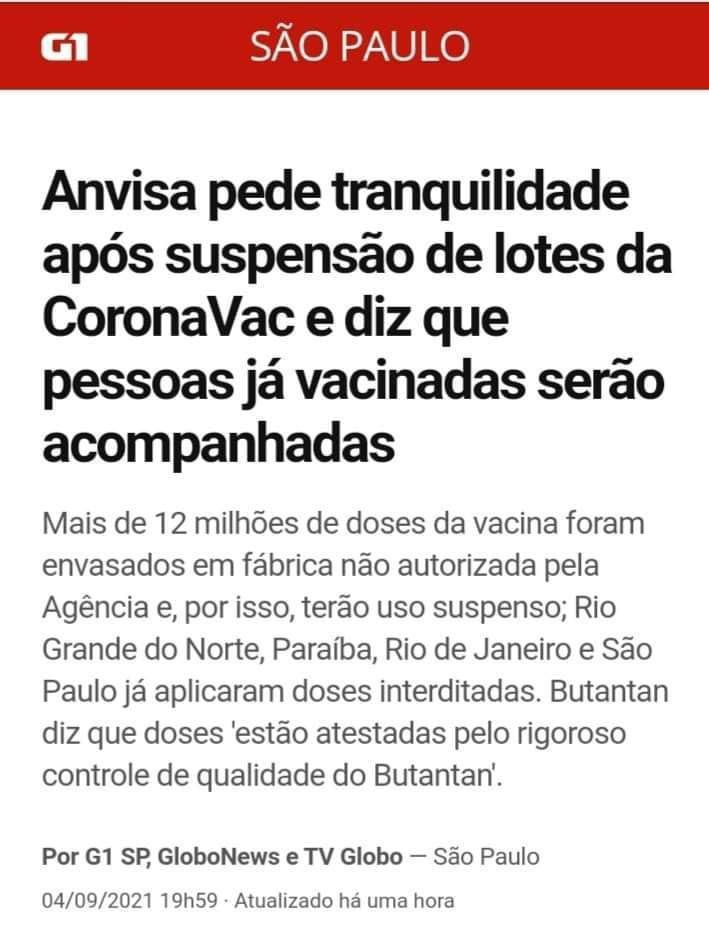 G1 SÃO PAULO
Anvisa pede tranquilidade
após suspensão de lotes da
CoronaVac e diz que
pessoas já vacinadas serão
acompanhadas
Mais de 12 milhões de doses da vacina foram
envasados em fábrica não autorizada pela
Agência e, por isso, terão uso suspenso; Rio
Grande do Norte, Paraíba, Rio de Janeiro e São
Paulo já aplicaram doses interditadas. Butantan
diz que doses 'estão atestadas pelo rigoroso
controle de qualidade do Butantan'.
Por G1 SP, GloboNews e TV Globo — São Paulo
04/09/2021 19h59 · Atualizado há uma hora